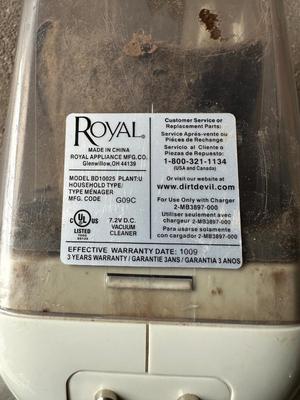 ROYAL®
MADE IN CHINA
ROYAL APPLIANCE MFG.CO.
Glenwillow,OH 44139
MODEL BD10025 PLANT:U
HOUSEHOLD TYPE/
TYPE MÉNAGER
MFG. CODE G09C
C UL US
LISTED
7.2V D.C.
VACUUM
CLEANER
Customer Service or
Replacement Parts:
Service Après-vente ou
Pièces de Rechange
Servicio al Cliente o
Piezas de Repuesto:
1-800-321-1134
(USA and Canada)
Or visit our website at
www.dirtdevil.com
For Use Only with Charger
2-MB3897-000
Utiliser seulement avec
chargeur 2-MB3897-000
Para usarse solamente
con cargador 2-MB3897-000
EFFECTIVE WARRANTY DATE: 1009
3 YEARS WARRANTY / GARANTIE 3ANS / GARANTIA 3 ANOS